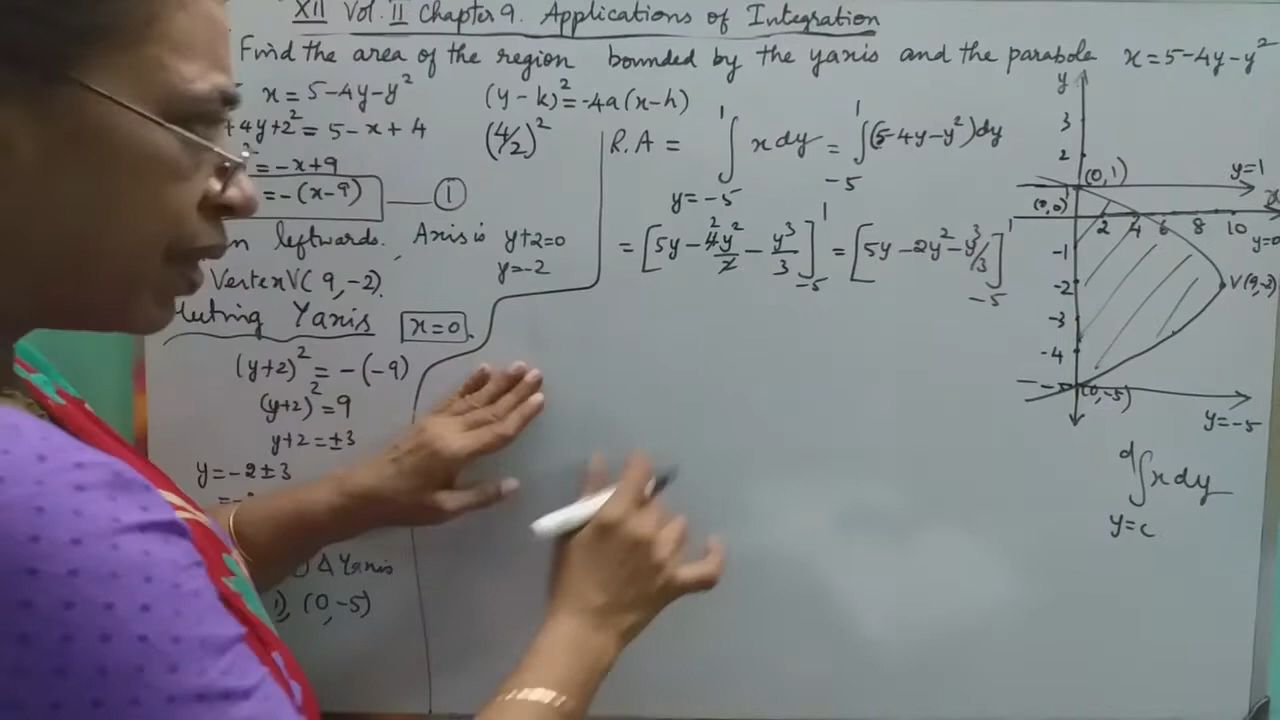 XII Vol. II Chapter 9. Applications of Integration
Find the area of the region bounded by the yaxis and the parabola x = 5-4y-y²
x = 5-4y-y²
(y-k)² = -4a(x-h)
+4y+2² = 5-x+4
(4/2)²
² = -x+9
= -(x-9) ——①
leftwards. Axis is y+2=0
y=-2
Vertex V(9,-2).
Yaxis x=0.
(y+2)² = -(-9)
(y+2)² = 9
y+2 = ±3
y = -2±3
Yaxis
, (0,-5)
R.A = ∫_{y=-5}^{1} x dy = ∫_{-5}^{1} (5-4y-y²) dy
= [5y - 4y²/2 - y³/3]_{-5}^{1} = [5y - 2y² - y³/3]_{-5}^{1}
y
3
2
(0,1)
y=1
(0,0)
x
2 4 6 8 10
y=0
-1
-2
V(9,-2)
-3
-4
(0,-5)
y=-5
∫_{y=c}^{d} x dy